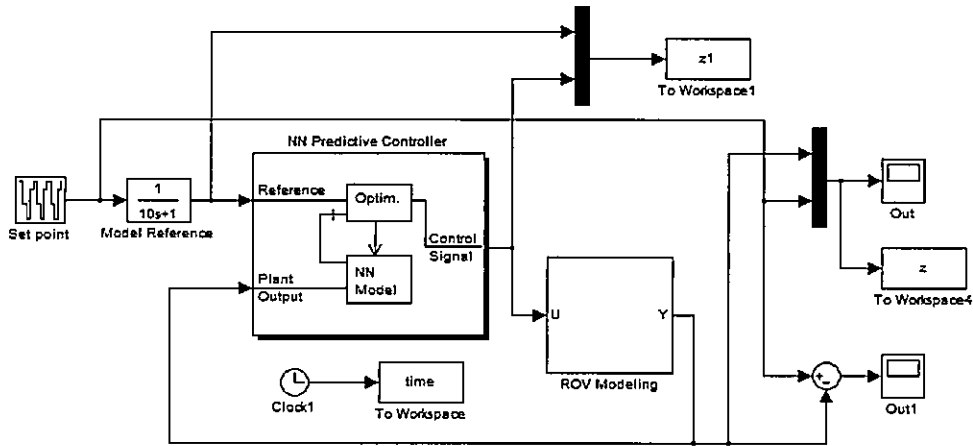 z1
To Workspace1
NN Predictive Controller
Set point
1
10s+1
Model Reference
Reference
Optim.
Control
Signal
NN
Model
Plant
Output
U
Y
ROV Modeling
Out
z
To Workspace4
Clock1
time
To Workspace
+
-
Out1